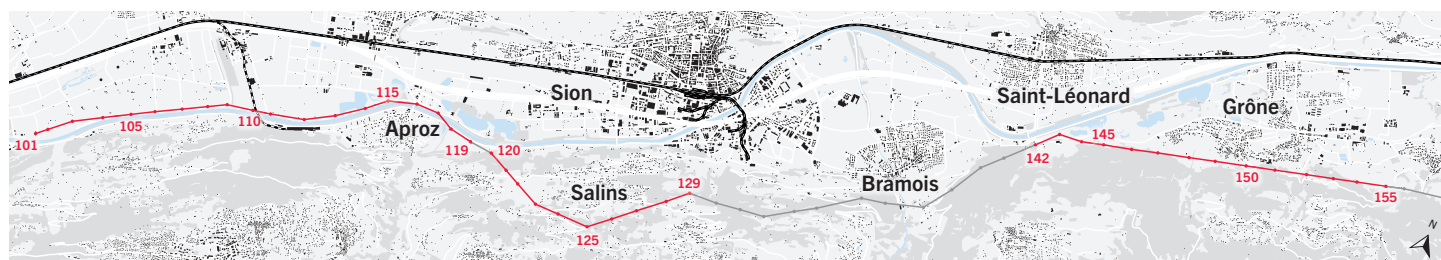 101
105
110
115
Aproz
119
120
Sion
Salins
125
129
Bramois
Saint-Léonard
142
145
Grône
150
155
N